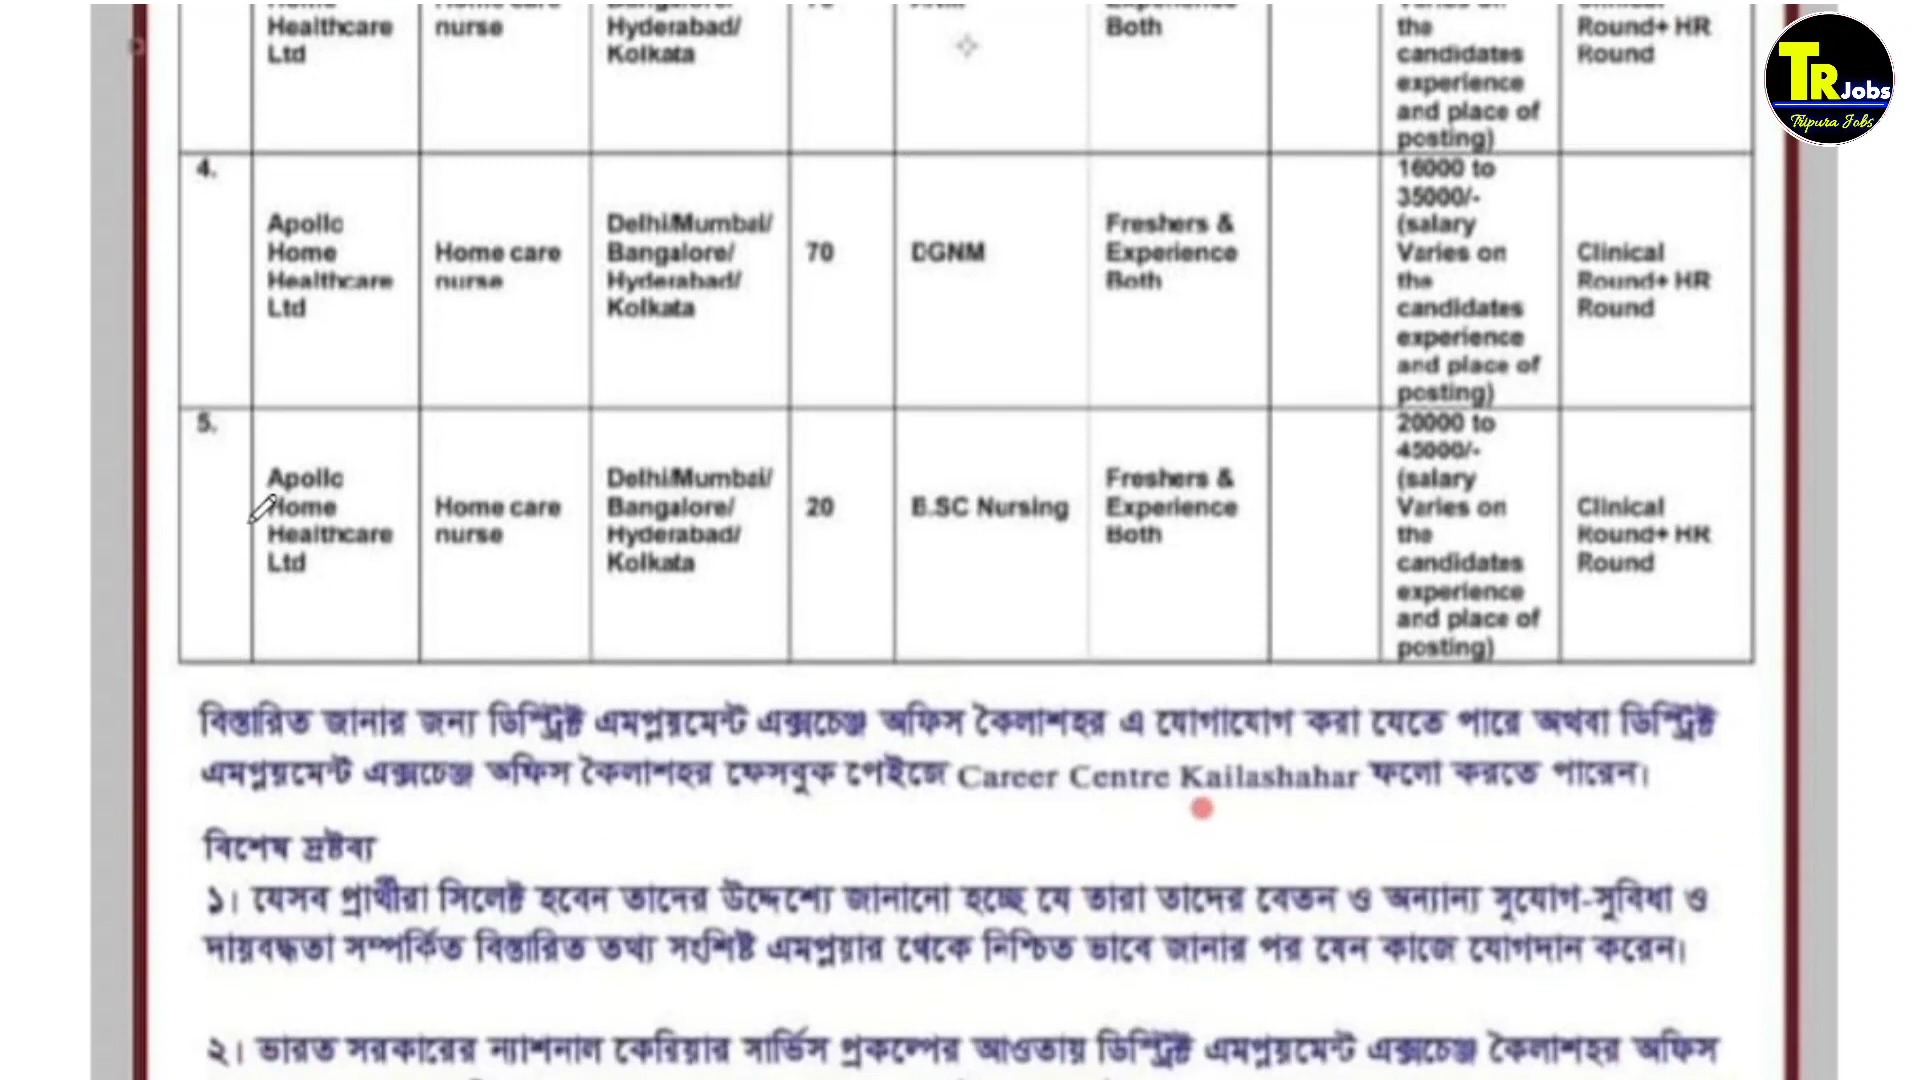 Healthcare
Ltd
nurse
Hyderabad/
Kolkata
Both
the
candidates
experience
and place of
posting)
Round+ HR
Round
TR Jobs
Tripura Jobs
4.
Apollo
Home
Healthcare
Ltd
Home care
nurse
Delhi/Mumbai/
Bangalore/
Hyderabad/
Kolkata
70
DGNM
Freshers &
Experience
Both
16000 to
35000/-
(salary
Varies on
the
candidates
experience
and place of
posting)
Clinical
Round+ HR
Round
5.
Apollo
Home
Healthcare
Ltd
Home care
nurse
Delhi/Mumbai/
Bangalore/
Hyderabad/
Kolkata
20
B.SC Nursing
Freshers &
Experience
Both
20000 to
45000/-
(salary
Varies on
the
candidates
experience
and place of
posting)
Clinical
Round+ HR
Round
বিস্তারিত জানার জন্য ডিস্ট্রিক্ট এমপ্লয়মেন্ট এক্সচেঞ্জ অফিস কৈলাশহর এ যোগাযোগ করা যেতে পারে অথবা ডিস্ট্রিক্ট
এমপ্লয়মেন্ট এক্সচেঞ্জ অফিস কৈলাশহর ফেসবুক পেইজে Career Centre Kailashahar ফলো করতে পারেন।
বিশেষ দ্রষ্টব্য
১। যেসব প্রার্থীরা সিলেক্ট হবেন তাদের উদ্দেশ্যে জানানো হচ্ছে যে তারা তাদের বেতন ও অন্যান্য সুযোগ-সুবিধা ও
দায়বদ্ধতা সম্পর্কিত বিস্তারিত তথ্য সংশিষ্ট এমপ্লয়ার থেকে নিশ্চিত ভাবে জানার পর যেন কাজে যোগদান করেন।
২। ভারত সরকারের ন্যাশনাল কেরিয়ার সার্ভিস প্রকল্পের আওতায় ডিস্ট্রিক্ট এমপ্লয়মেন্ট এক্সচেঞ্জ কৈলাশহর অফিস